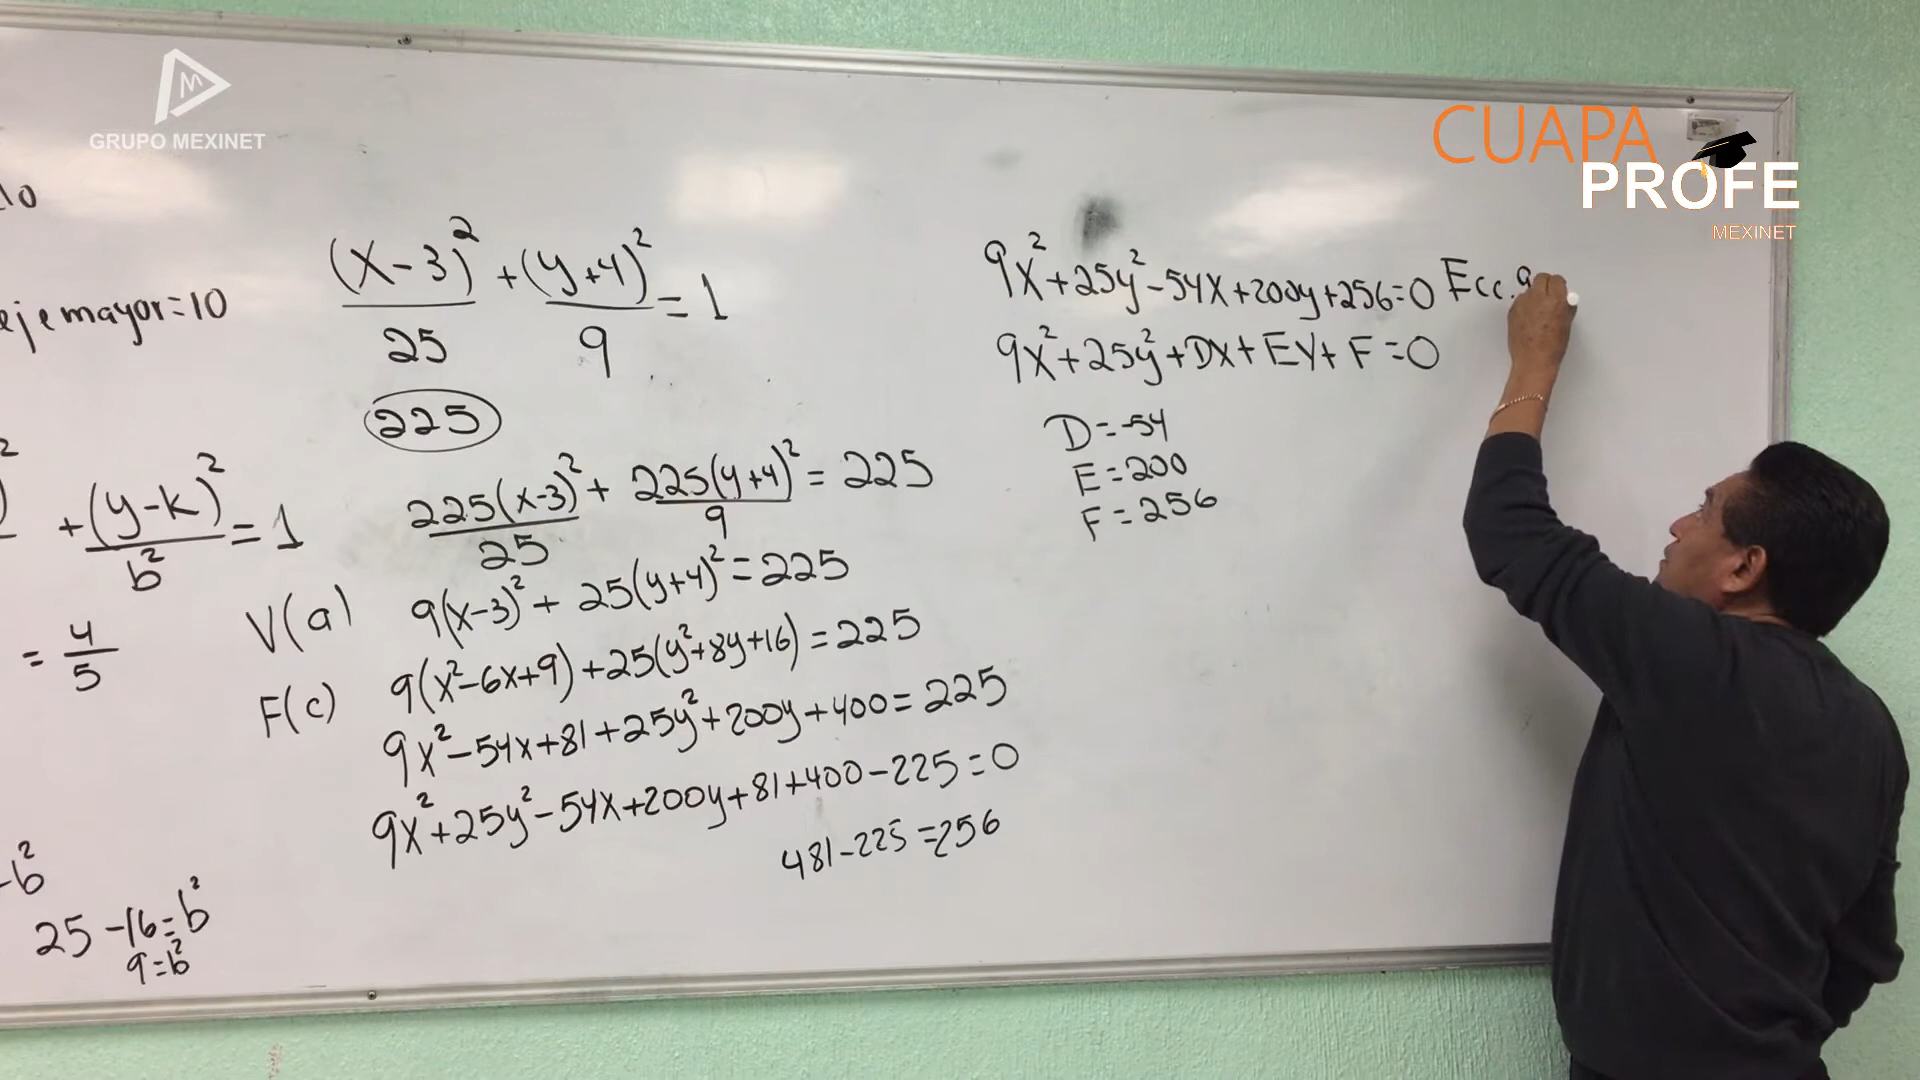 GRUPO MEXINET
CUAPA
PROFE
MEXINET
10
eje mayor=10
+(y-k)²/b²=1
=4/5
-b²
25-16=b²
9=b²
V(a)
F(c)
(x-3)²/25+(y+4)²/9=1
225
225(x-3)²/25+225(y+4)²/9=225
9(x-3)²+25(y+4)²=225
9(x²-6x+9)+25(y²+8y+16)=225
9x²-54x+81+25y²+200y+400=225
9x²+25y²-54x+200y+81+400-225=0
481-225=256
9x²+25y²-54x+200y+256=0 Ecc.g
9x²+25y²+Dx+Ey+F=0
D=-54
E=200
F=256